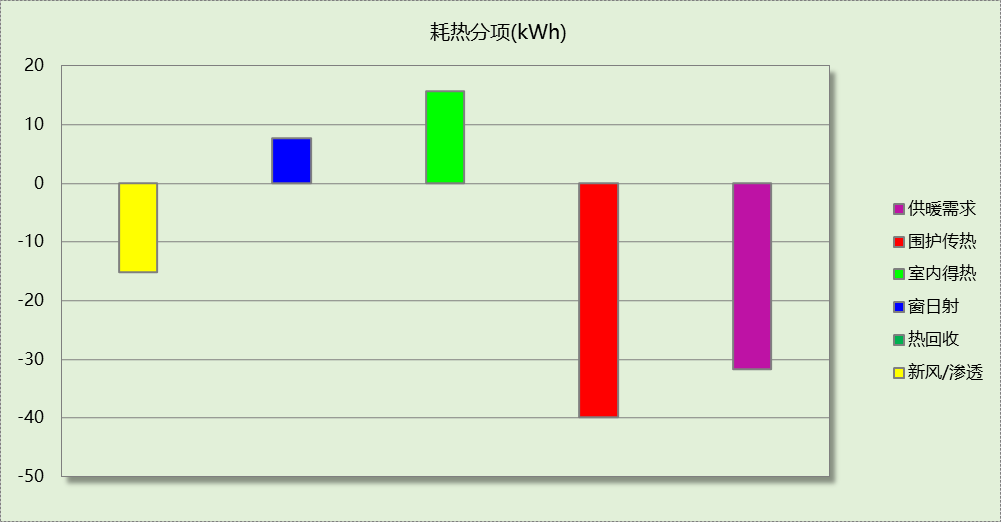 耗热分项(kWh)
20
10
0
-10
-20
-30
-40
-50
供暖需求
围护传热
室内得热
窗日射
热回收
新风/渗透